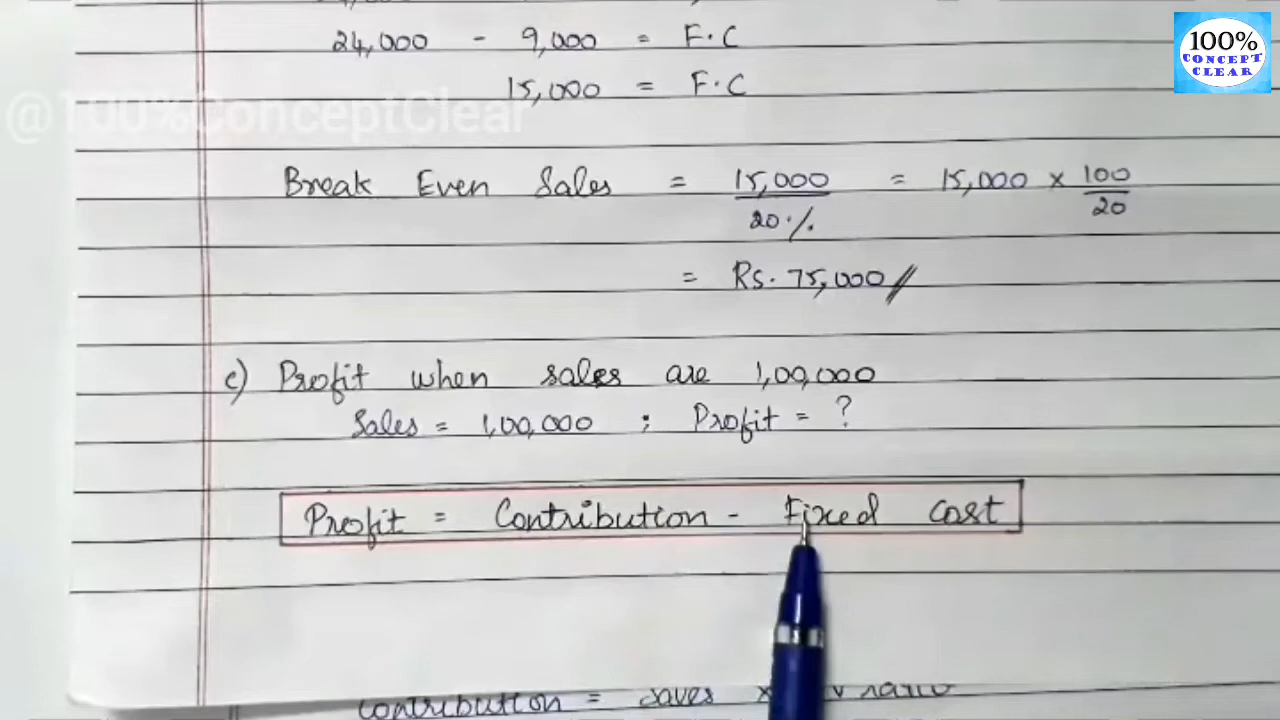 24,000 - 9,000 = F.C
15,000 = F.C
100%
CONCEPT
CLEAR
@100%ConceptClear
Break Even Sales = 15,000 / 20% = 15,000 × 100 / 20
= Rs. 75,000 //
c) Profit when sales are 1,00,000
Sales = 1,00,000 ; Profit = ?
Profit = Contribution - Fixed cost
Contribution = Sales ×